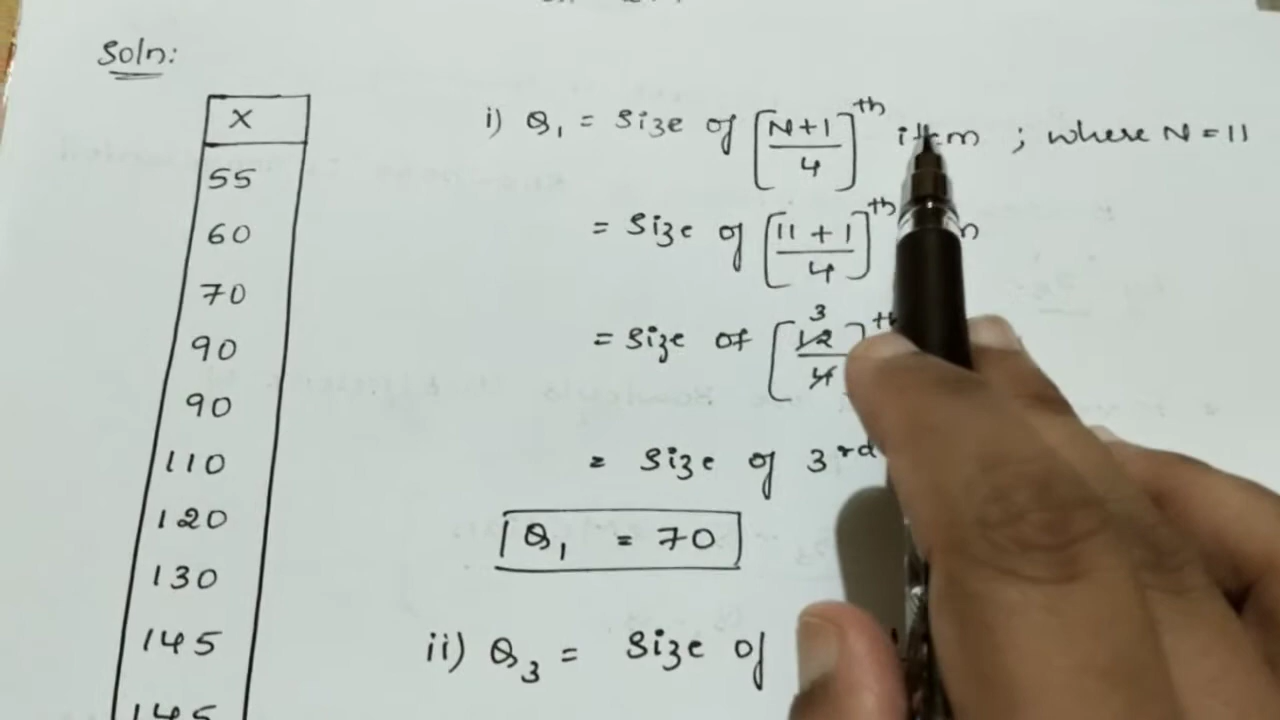 Soln:
X
55
60
70
90
90
110
120
130
145
145
i) Q₁ = Size of [N+1/4]ᵗʰ item ; where N = 11
= Size of [11 + 1/4]ᵗʰ
= Size of [12/4]ᵗʰ 3
= Size of 3ʳᵈ
Q₁ = 70
ii) Q₃ = Size of